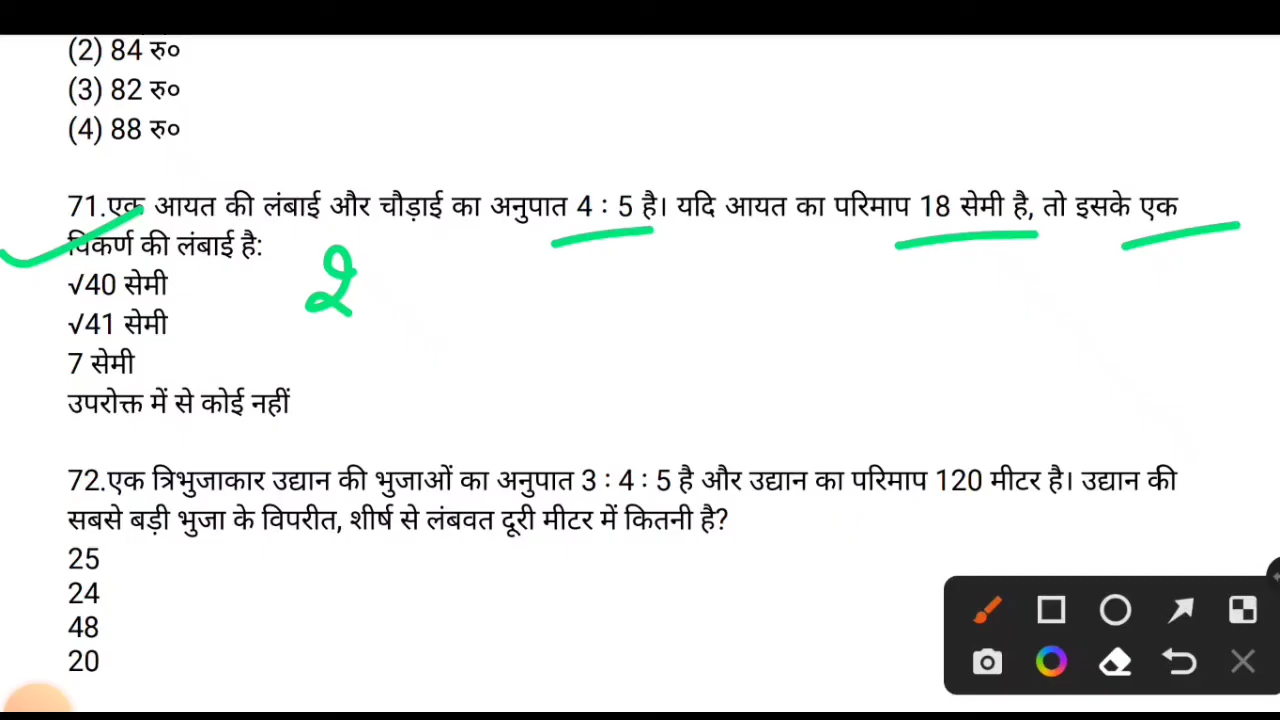 (2) 84 रु०
(3) 82 रु०
(4) 88 रु०
71.एक आयत की लंबाई और चौड़ाई का अनुपात 4 : 5 है। यदि आयत का परिमाप 18 सेमी है, तो इसके एक
विकर्ण की लंबाई है:
2
√40 सेमी
√41 सेमी
7 सेमी
उपरोक्त में से कोई नहीं
72.एक त्रिभुजाकार उद्यान की भुजाओं का अनुपात 3 : 4 : 5 है और उद्यान का परिमाप 120 मीटर है। उद्यान की
सबसे बड़ी भुजा के विपरीत, शीर्ष से लंबवत दूरी मीटर में कितनी है?
25
24
48
20